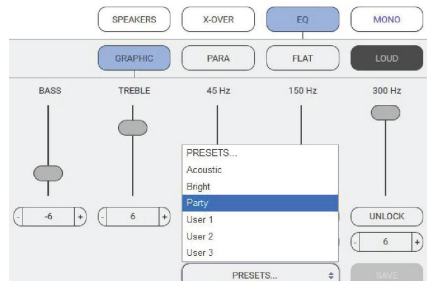 SPEAKERS X-OVER EQ MONO
GRAPHIC PARA FLAT LOUD
BASS TREBLE 45 Hz 150 Hz 300 Hz
PRESETS...
Acoustic
Bright
Party
User 1
User 2
User 3
- -6 + - 6 + UNLOCK
- 6 +
PRESETS... SAVE